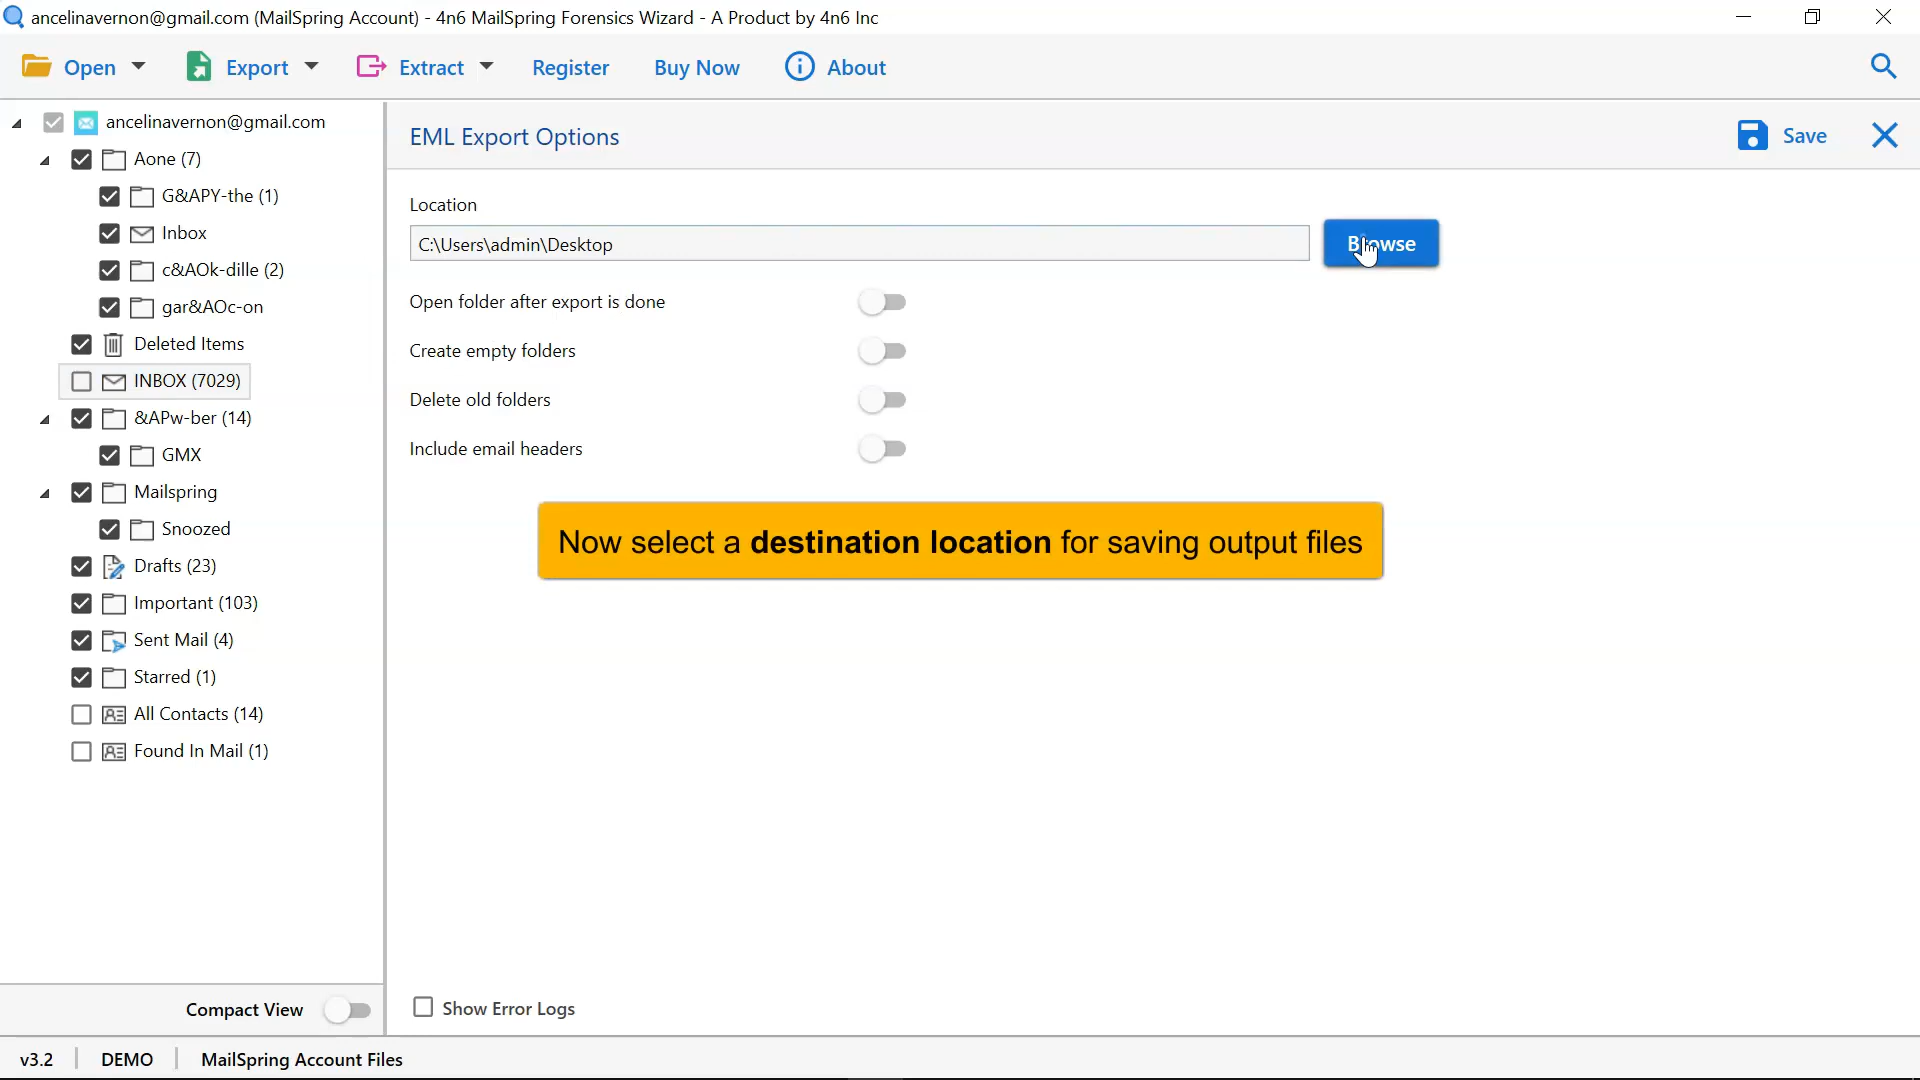 ancelinavernon@gmail.com (MailSpring Account) - 4n6 MailSpring Forensics Wizard - A Product by 4n6 Inc
Open Export Extract Register Buy Now About
ancelinavernon@gmail.com
Aone (7)
G&APY-the (1)
Inbox
c&AOk-dille (2)
gar&AOc-on
Deleted Items
INBOX (7029)
&APw-ber (14)
GMX
Mailspring
Snoozed
Drafts (23)
Important (103)
Sent Mail (4)
Starred (1)
All Contacts (14)
Found In Mail (1)
Compact View
EML Export Options
Save
Location
C:\Users\admin\Desktop
Browse
Open folder after export is done
Create empty folders
Delete old folders
Include email headers
Now select a destination location for saving output files
Show Error Logs
v3.2 DEMO MailSpring Account Files